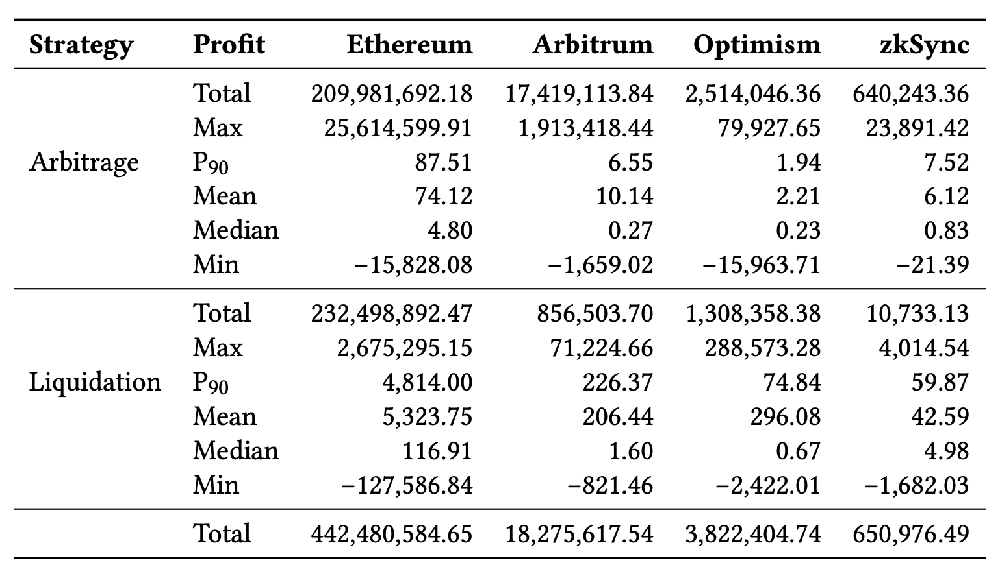 Strategy Profit Ethereum Arbitrum Optimism zkSync
Total 209,981,692.18 17,419,113.84 2,514,046.36 640,243.36
Max 25,614,599.91 1,913,418.44 79,927.65 23,891.42
Arbitrage P90 87.51 6.55 1.94 7.52
Mean 74.12 10.14 2.21 6.12
Median 4.80 0.27 0.23 0.83
Min −15,828.08 −1,659.02 −15,963.71 −21.39
Total 232,498,892.47 856,503.70 1,308,358.38 10,733.13
Max 2,675,295.15 71,224.66 288,573.28 4,014.54
Liquidation P90 4,814.00 226.37 74.84 59.87
Mean 5,323.75 206.44 296.08 42.59
Median 116.91 1.60 0.67 4.98
Min −127,586.84 −821.46 −2,422.01 −1,682.03
Total 442,480,584.65 18,275,617.54 3,822,404.74 650,976.49